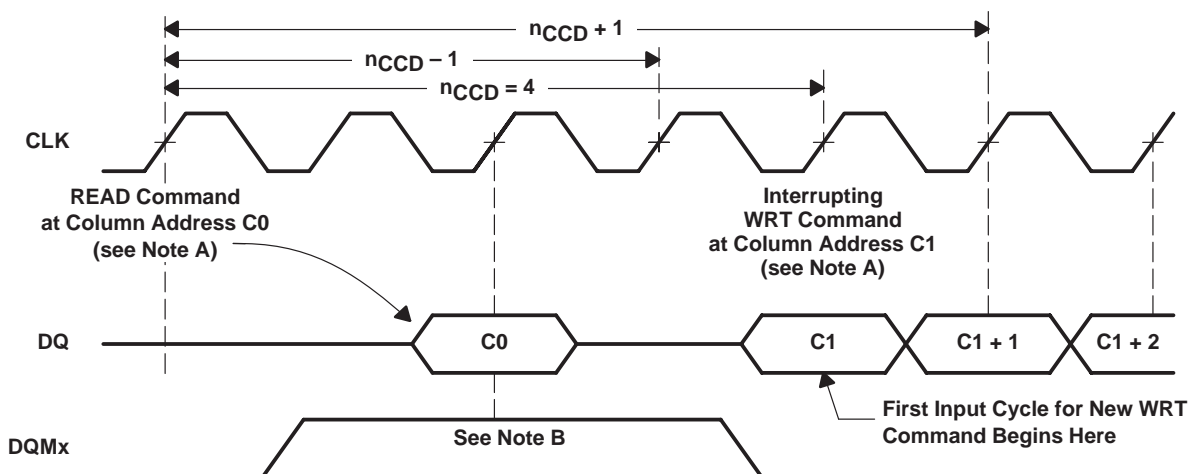 nCCD + 1
nCCD – 1
nCCD = 4
CLK
READ Command
at Column Address C0
(see Note A)
Interrupting
WRT Command
at Column Address C1
(see Note A)
DQ
C0
C1
C1 + 1
C1 + 2
First Input Cycle for New WRT
Command Begins Here
DQMx
See Note B